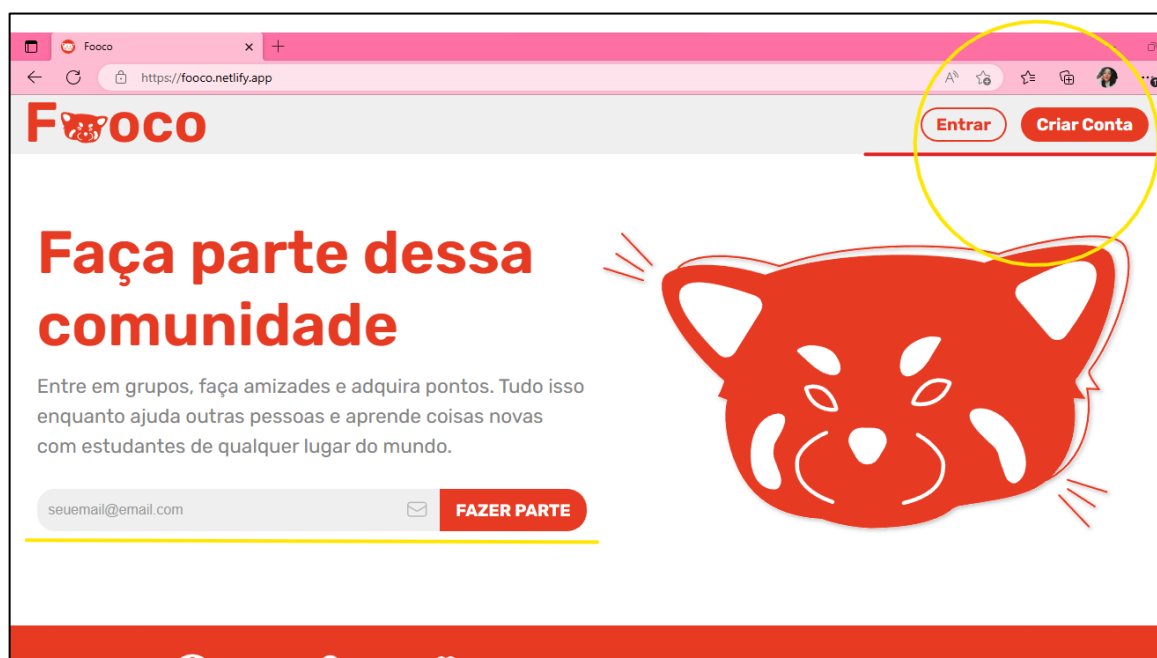 Fooco
https://fooco.netlify.app
Fooco
Entrar
Criar Conta
Faça parte dessa
comunidade
Entre em grupos, faça amizades e adquira pontos. Tudo isso
enquanto ajuda outras pessoas e aprende coisas novas
com estudantes de qualquer lugar do mundo.
seuemail@email.com
FAZER PARTE